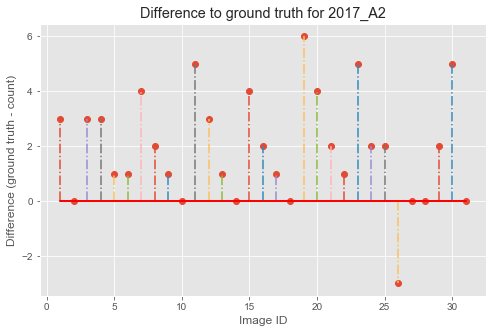 Difference to ground truth for 2017_A2
Difference (ground truth - count)
6
4
2
0
−2
0 5 10 15 20 25 30
Image ID